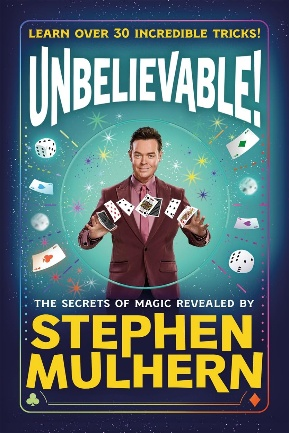 LEARN OVER 30 INCREDIBLE TRICKS!
UNBELIEVABLE!
THE SECRETS OF MAGIC REVEALED BY
STEPHEN
MULHERN